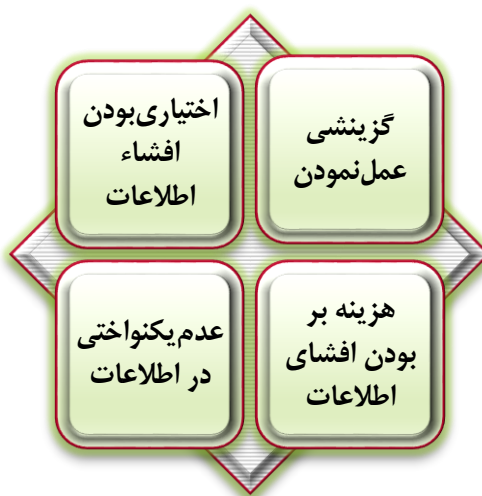 گزینشی
عمل‌نمودن
اختیاری‌بودن
افشاء
اطلاعات
هزینه بر
بودن افشای
اطلاعات
عدم‌یکنواختی
در اطلاعات